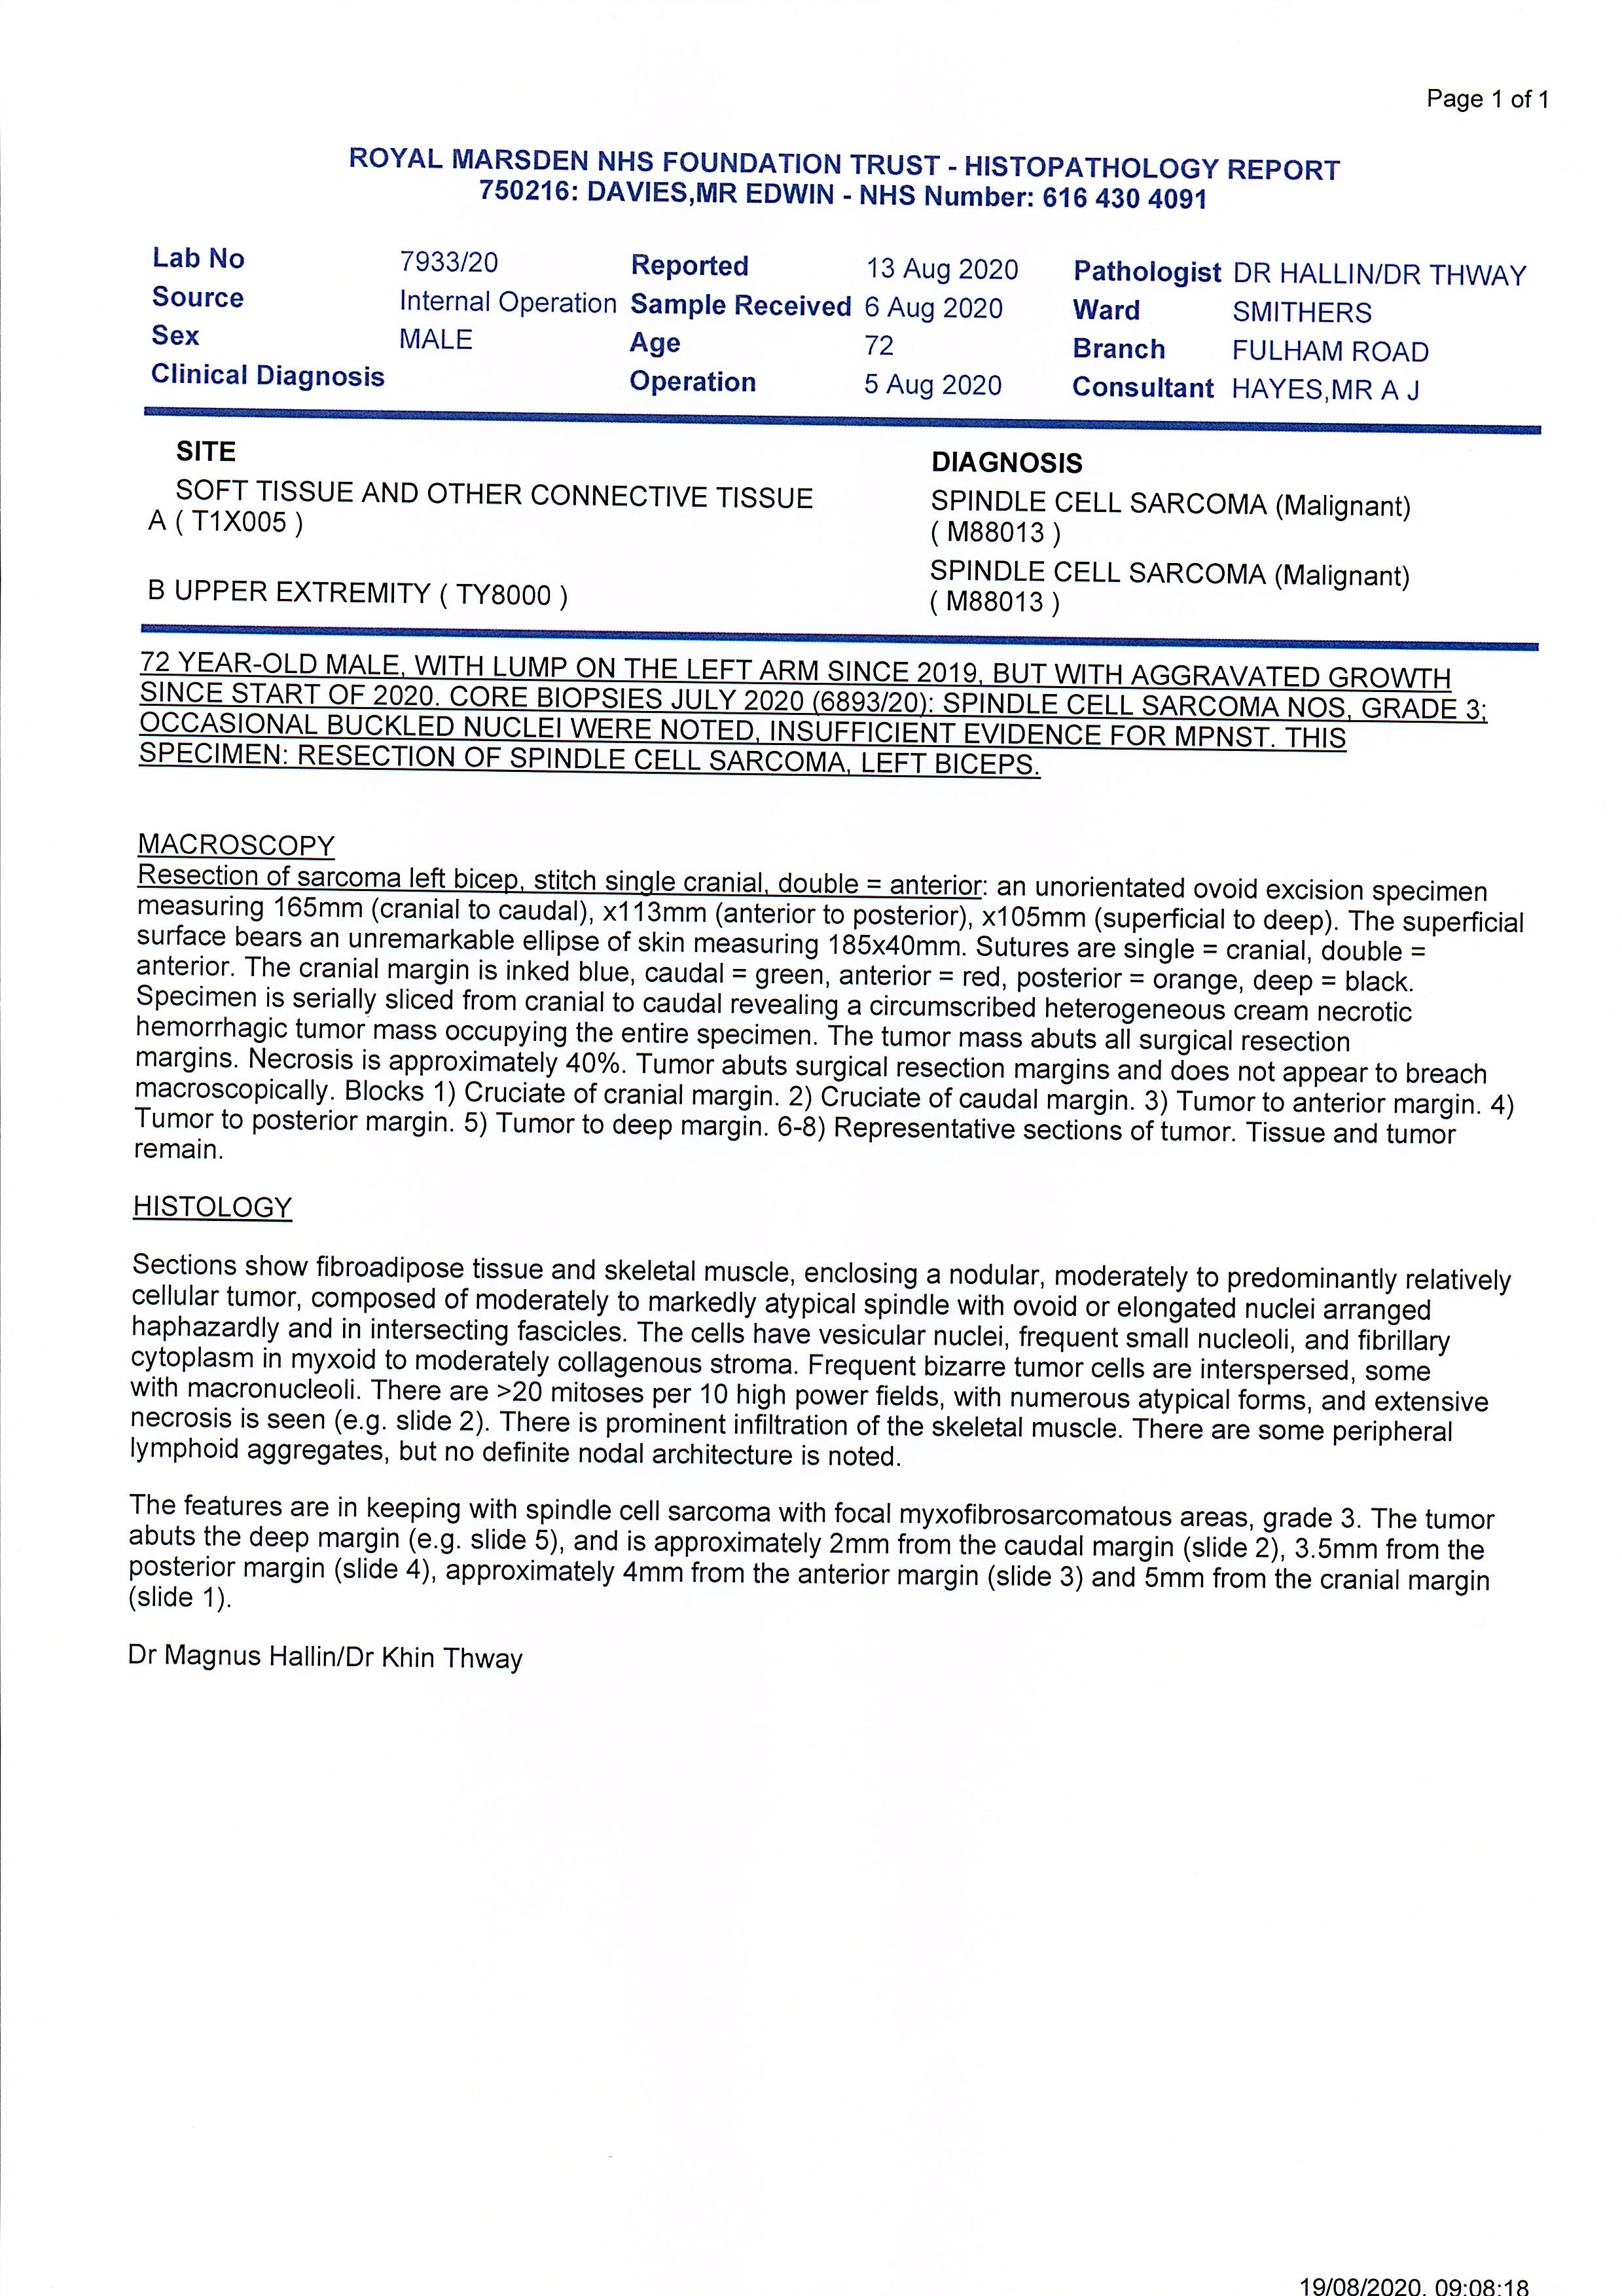 Page 1 of 1
ROYAL MARSDEN NHS FOUNDATION TRUST - HISTOPATHOLOGY REPORT
750216: DAVIES,MR EDWIN - NHS Number: 616 430 4091
Lab No 7933/20 Reported 13 Aug 2020 Pathologist DR HALLIN/DR THWAY
Source Internal Operation Sample Received 6 Aug 2020 Ward SMITHERS
Sex MALE Age 72 Branch FULHAM ROAD
Clinical Diagnosis Operation 5 Aug 2020 Consultant HAYES,MR A J
SITE DIAGNOSIS
SOFT TISSUE AND OTHER CONNECTIVE TISSUE SPINDLE CELL SARCOMA (Malignant)
A ( T1X005 ) ( M88013 )
SPINDLE CELL SARCOMA (Malignant)
B UPPER EXTREMITY ( TY8000 ) ( M88013 )
72 YEAR-OLD MALE, WITH LUMP ON THE LEFT ARM SINCE 2019, BUT WITH AGGRAVATED GROWTH
SINCE START OF 2020. CORE BIOPSIES JULY 2020 (6893/20): SPINDLE CELL SARCOMA NOS, GRADE 3;
OCCASIONAL BUCKLED NUCLEI WERE NOTED, INSUFFICIENT EVIDENCE FOR MPNST. THIS
SPECIMEN: RESECTION OF SPINDLE CELL SARCOMA, LEFT BICEPS.
MACROSCOPY
Resection of sarcoma left bicep, stitch single cranial, double = anterior: an unorientated ovoid excision specimen
measuring 165mm (cranial to caudal), x113mm (anterior to posterior), x105mm (superficial to deep). The superficial
surface bears an unremarkable ellipse of skin measuring 185x40mm. Sutures are single = cranial, double =
anterior. The cranial margin is inked blue, caudal = green, anterior = red, posterior = orange, deep = black.
Specimen is serially sliced from cranial to caudal revealing a circumscribed heterogeneous cream necrotic
hemorrhagic tumor mass occupying the entire specimen. The tumor mass abuts all surgical resection
margins. Necrosis is approximately 40%. Tumor abuts surgical resection margins and does not appear to breach
macroscopically. Blocks 1) Cruciate of cranial margin. 2) Cruciate of caudal margin. 3) Tumor to anterior margin. 4)
Tumor to posterior margin. 5) Tumor to deep margin. 6-8) Representative sections of tumor. Tissue and tumor
remain.
HISTOLOGY
Sections show fibroadipose tissue and skeletal muscle, enclosing a nodular, moderately to predominantly relatively
cellular tumor, composed of moderately to markedly atypical spindle with ovoid or elongated nuclei arranged
haphazardly and in intersecting fascicles. The cells have vesicular nuclei, frequent small nucleoli, and fibrillary
cytoplasm in myxoid to moderately collagenous stroma. Frequent bizarre tumor cells are interspersed, some
with macronucleoli. There are >20 mitoses per 10 high power fields, with numerous atypical forms, and extensive
necrosis is seen (e.g. slide 2). There is prominent infiltration of the skeletal muscle. There are some peripheral
lymphoid aggregates, but no definite nodal architecture is noted.
The features are in keeping with spindle cell sarcoma with focal myxofibrosarcomatous areas, grade 3. The tumor
abuts the deep margin (e.g. slide 5), and is approximately 2mm from the caudal margin (slide 2), 3.5mm from the
posterior margin (slide 4), approximately 4mm from the anterior margin (slide 3) and 5mm from the cranial margin
(slide 1).
Dr Magnus Hallin/Dr Khin Thway
19/08/2020, 09:08:18